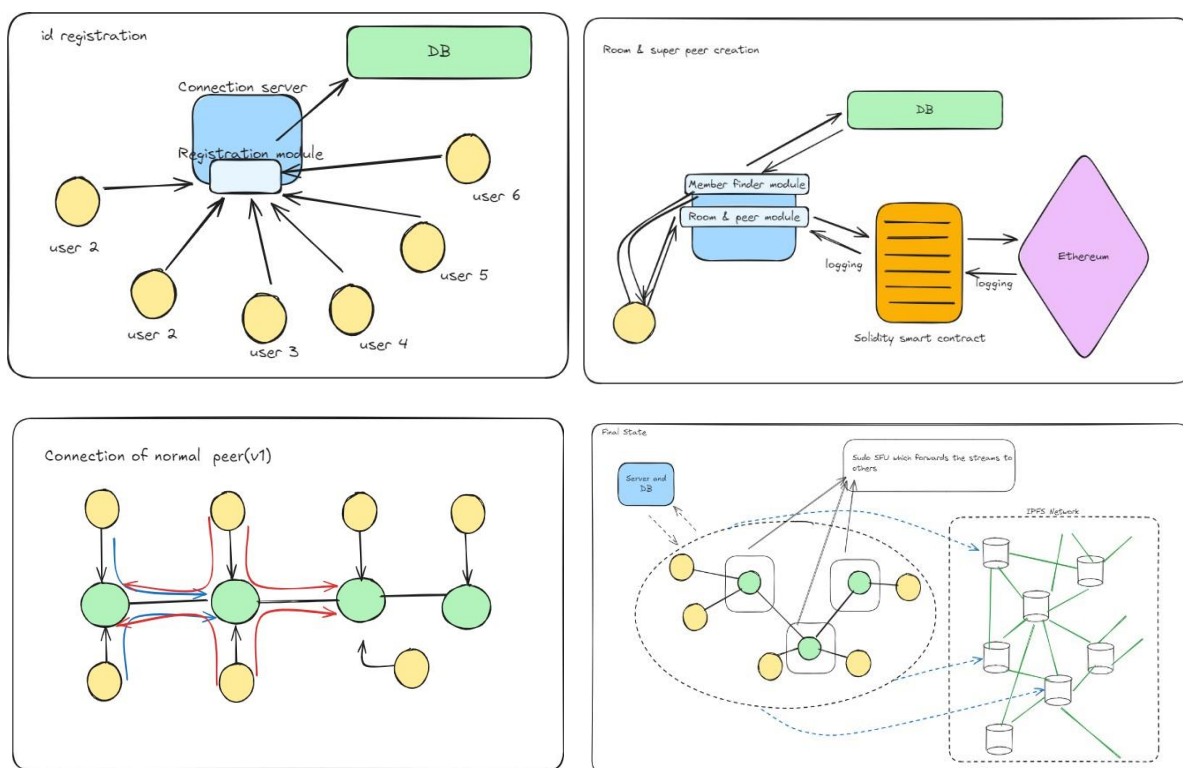 id registration
DB
Connection server
Registration module
user 6
user 2
user 5
user 2
user 3
user 4
Room & super peer creation
DB
Member finder module
Room & peer module
logging
Ethereum
logging
Solidity smart contract
Connection of normal peer(v1)
Final State
Sudo SFU which forwards the streams to
others
Server and
DB
IPFS Network